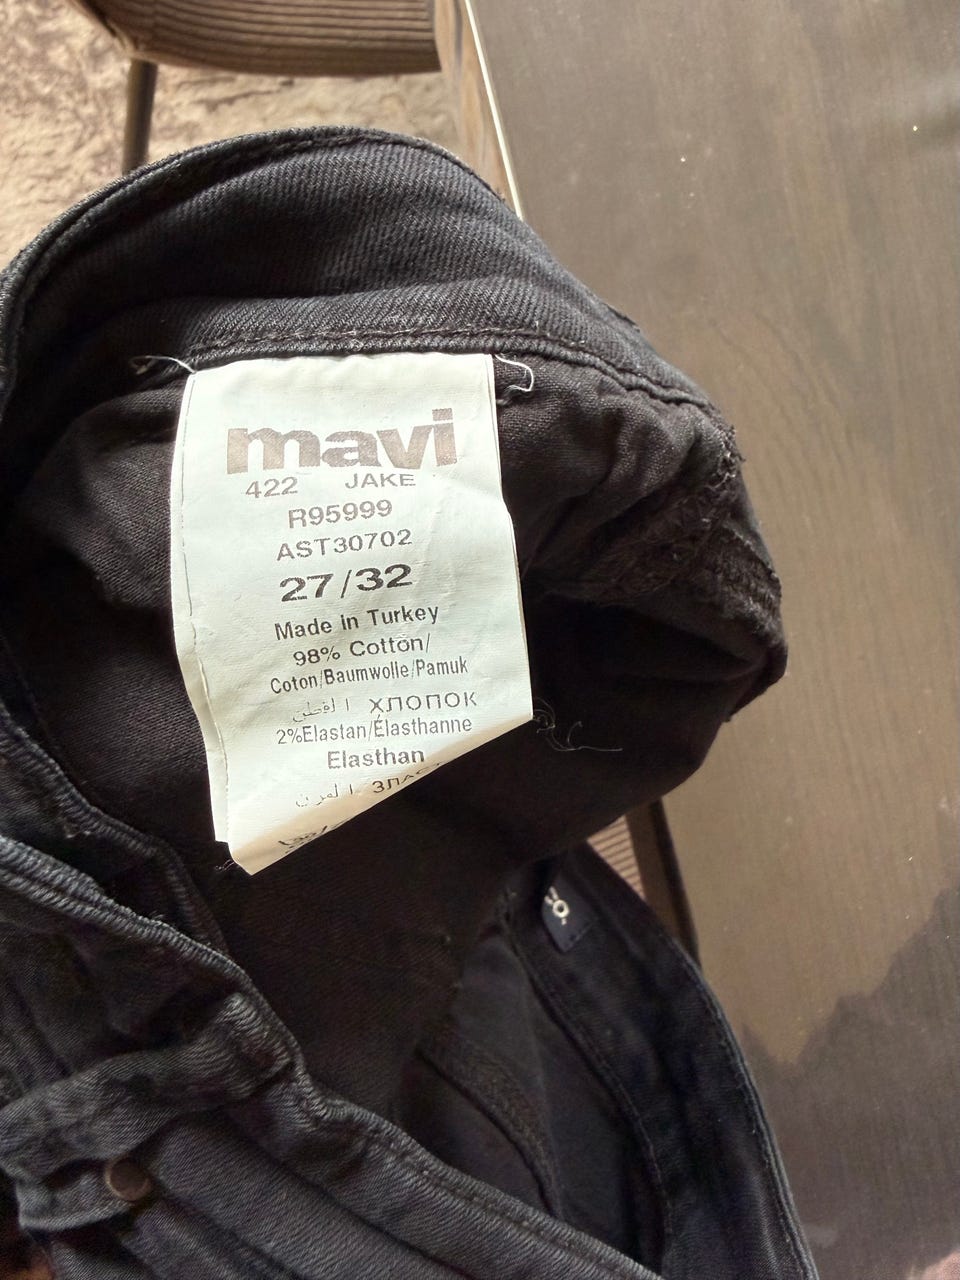 mavi
422 JAKE
R95999
AST30702
27/32
Made in Turkey
98% Cotton/
Coton/Baumwolle/Pamuk
القطن ХЛОПОК
2%Elastan/Élasthanne
Elasthan